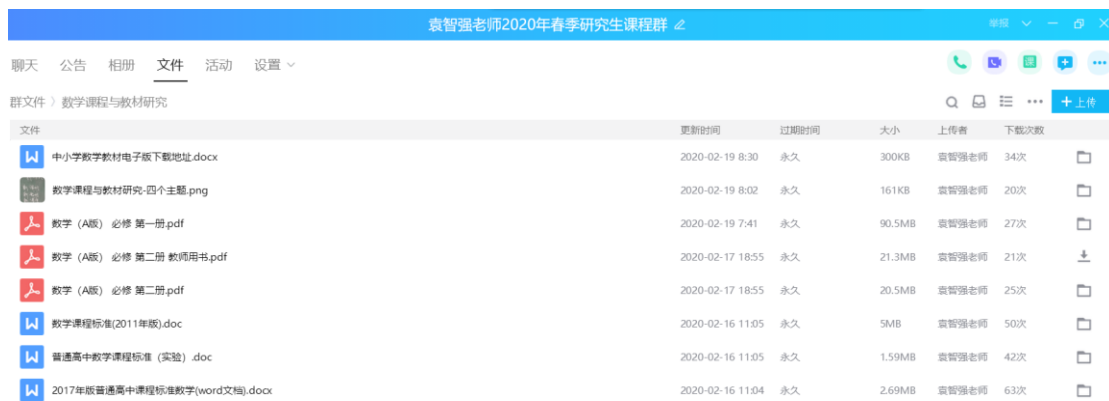 袁智强老师2020年春季研究生课程群 举报
聊天 公告 相册 文件 活动 设置
群文件 〉 数学课程与教材研究 +上传
文件 更新时间 过期时间 大小 上传者 下载次数
中小学数学教材电子版下载地址.docx 2020-02-19 8:30 永久 300KB 袁智强老师 34次
数学课程与教材研究-四个主题.png 2020-02-19 8:02 永久 161KB 袁智强老师 20次
数学（A版） 必修 第一册.pdf 2020-02-19 7:41 永久 90.5MB 袁智强老师 27次
数学（A版） 必修 第二册 教师用书.pdf 2020-02-17 18:55 永久 21.3MB 袁智强老师 21次
数学（A版） 必修 第二册.pdf 2020-02-17 18:55 永久 20.5MB 袁智强老师 25次
数学课程标准(2011年版).doc 2020-02-16 11:05 永久 5MB 袁智强老师 50次
普通高中数学课程标准（实验）.doc 2020-02-16 11:05 永久 1.59MB 袁智强老师 42次
2017年版普通高中课程标准数学(word文档).docx 2020-02-16 11:04 永久 2.69MB 袁智强老师 63次